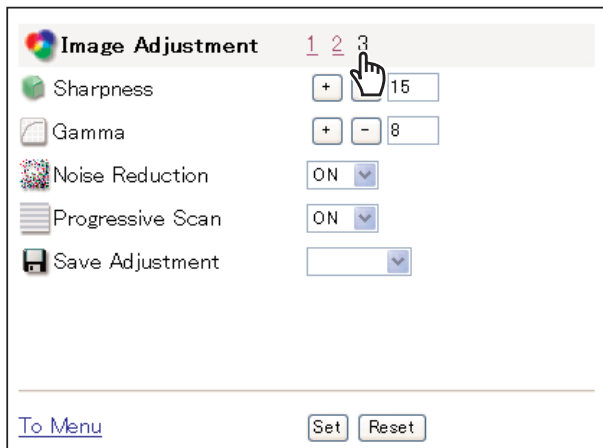 Image Adjustment 1 2 3
Sharpness + 15
Gamma + - 8
Noise Reduction ON
Progressive Scan ON
Save Adjustment
To Menu Set Reset